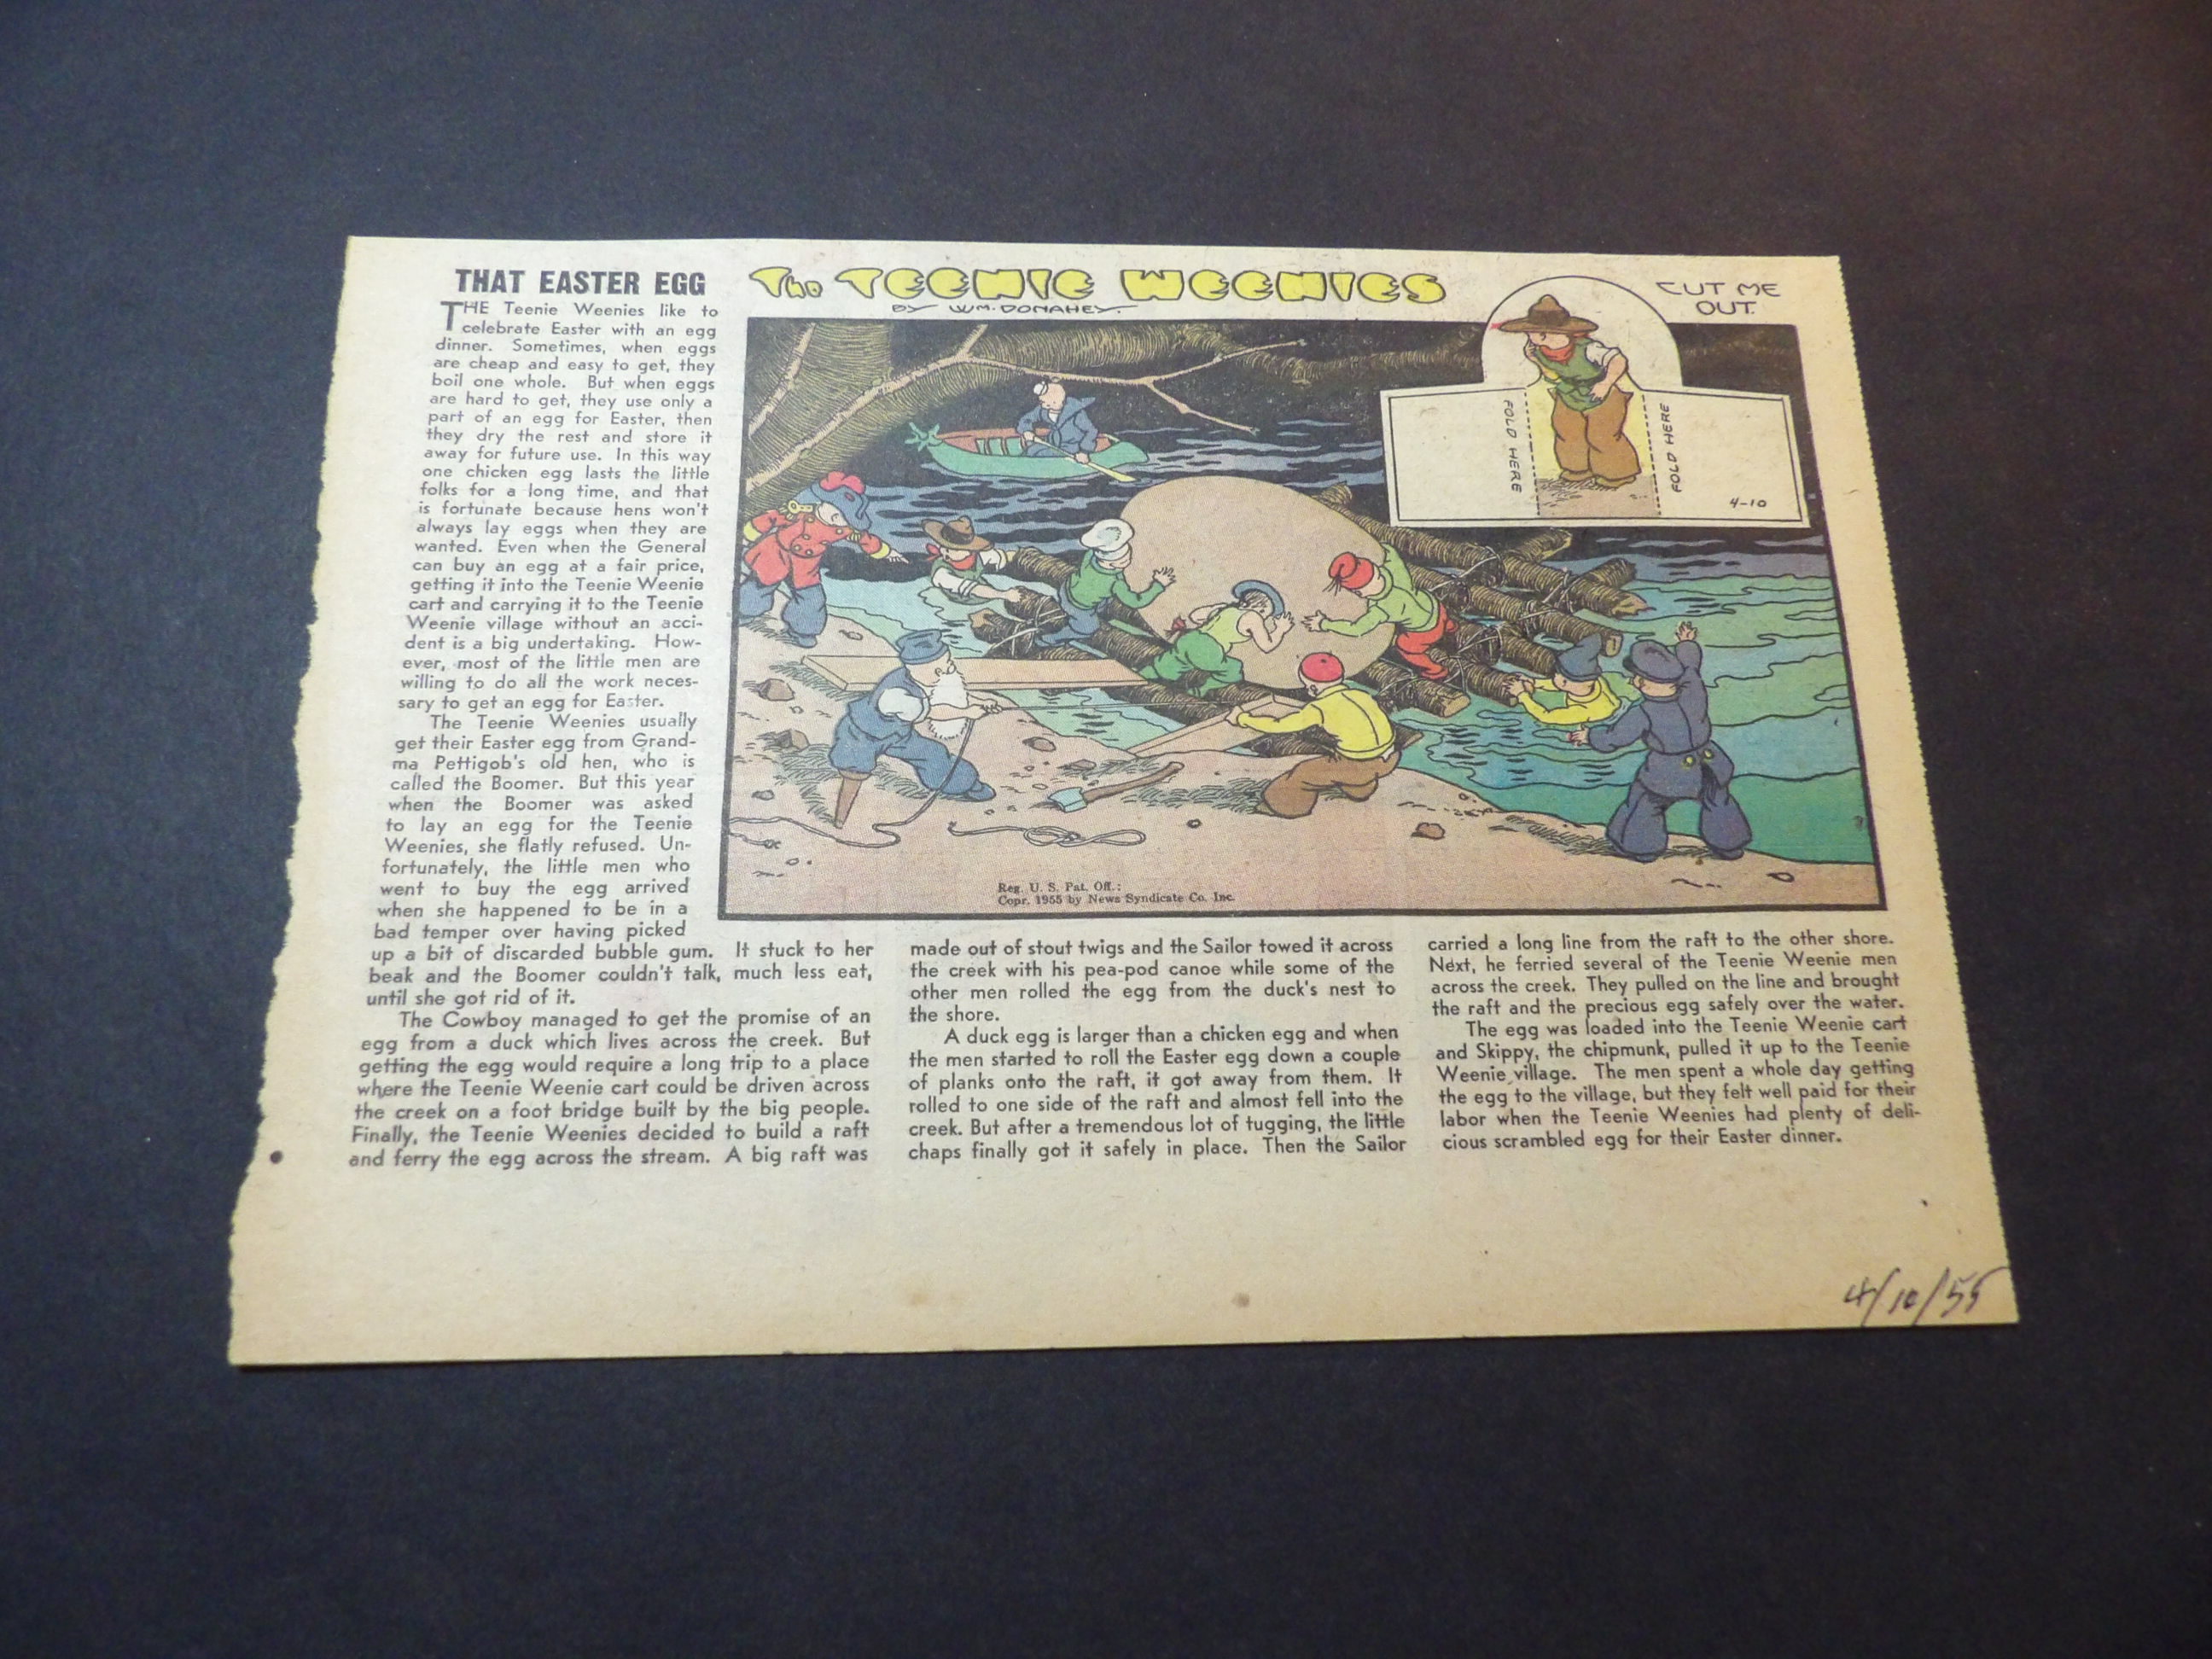 THAT EASTER EGG
THE Teenie Weenies like to
celebrate Easter with an egg
dinner. Sometimes, when eggs
are cheap and easy to get, they
boil one whole. But when eggs
are hard to get, they use only a
part of an egg for Easter, then
they dry the rest and store it
away for future use. In this way
one chicken egg lasts the little
folks for a long time, and that
is fortunate because hens won't
always lay eggs when they are
wanted. Even when the General
can buy an egg at a fair price,
getting it into the Teenie Weenie
cart and carrying it to the Teenie
Weenie village without an acci-
dent is a big undertaking. How-
ever, most of the little men are
willing to do all the work neces-
sary to get an egg for Easter.
The Teenie Weenies usually
get their Easter egg from Grand-
ma Pettigob's old hen, who is
called the Boomer. But this year
when the Boomer was asked
to lay an egg for the Teenie
Weenies, she flatly refused. Un-
fortunately, the little men who
went to buy the egg arrived
when she happened to be in a
bad temper over having picked
up a bit of discarded bubble gum. It stuck to her
beak and the Boomer couldn't talk, much less eat,
until she got rid of it.
The Cowboy managed to get the promise of an
egg from a duck which lives across the creek. But
getting the egg would require a long trip to a place
where the Teenie Weenie cart could be driven across
the creek on a foot bridge built by the big people.
Finally, the Teenie Weenies decided to build a raft
and ferry the egg across the stream. A big raft was
The TEENIE WEENIES
BY WM. DONAHEY.
CUT ME
OUT.
FOLD HERE
FOLD HERE
4-10
Reg. U. S. Pat. Off.:
Copr. 1955 by News Syndicate Co. Inc.
made out of stout twigs and the Sailor towed it across
the creek with his pea-pod canoe while some of the
other men rolled the egg from the duck's nest to
the shore.
A duck egg is larger than a chicken egg and when
the men started to roll the Easter egg down a couple
of planks onto the raft, it got away from them. It
rolled to one side of the raft and almost fell into the
creek. But after a tremendous lot of tugging, the little
chaps finally got it safely in place. Then the Sailor
carried a long line from the raft to the other shore.
Next, he ferried several of the Teenie Weenie men
across the creek. They pulled on the line and brought
the raft and the precious egg safely over the water.
The egg was loaded into the Teenie Weenie cart
and Skippy, the chipmunk, pulled it up to the Teenie
Weenie village. The men spent a whole day getting
the egg to the village, but they felt well paid for their
labor when the Teenie Weenies had plenty of deli-
cious scrambled egg for their Easter dinner.
4/10/55